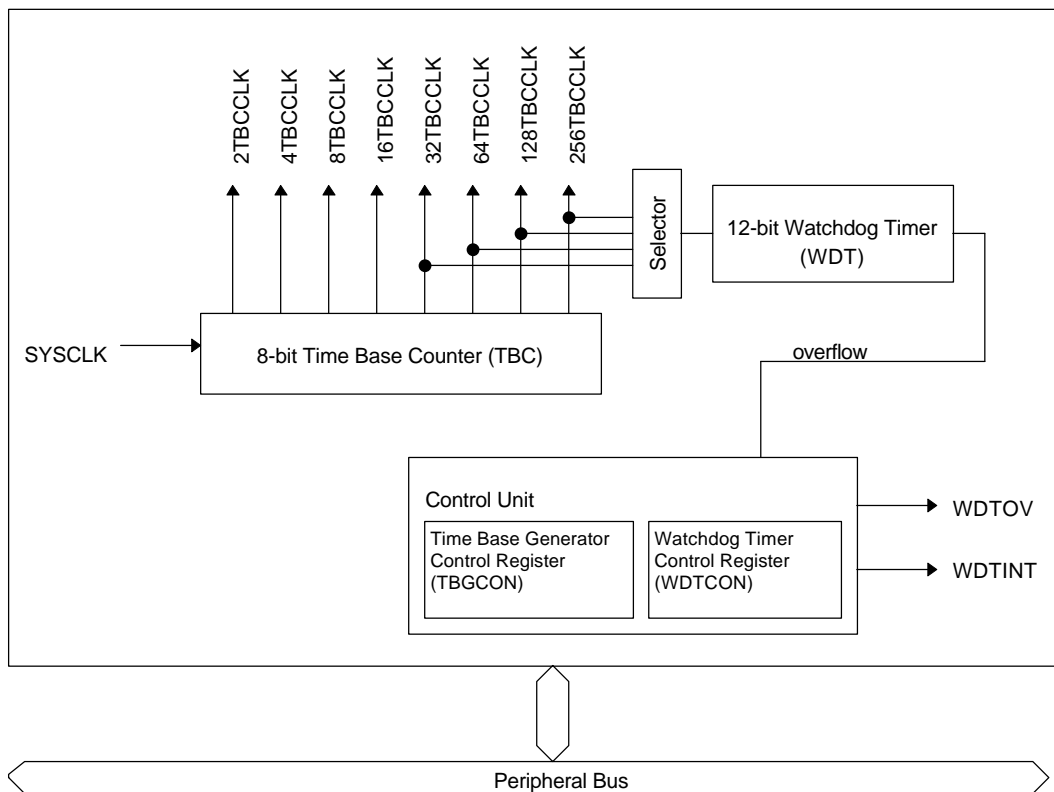 2TBCCLK
4TBCCLK
8TBCCLK
16TBCCLK
32TBCCLK
64TBCCLK
128TBCCLK
256TBCCLK
Selector
12-bit Watchdog Timer
(WDT)
SYSCLK
8-bit Time Base Counter (TBC)
overflow
Control Unit
Time Base Generator
Control Register
(TBGCON)
Watchdog Timer
Control Register
(WDTCON)
WDTOV
WDTINT
Peripheral Bus